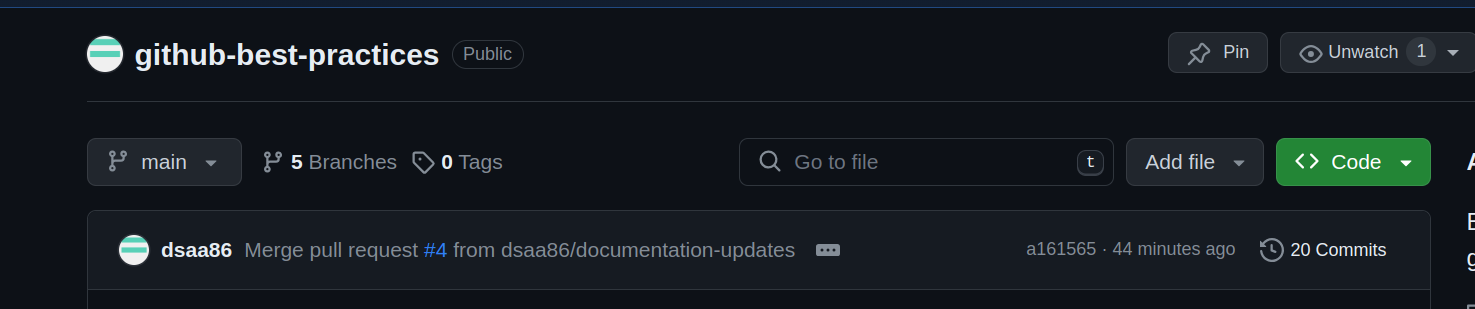 github-best-practices Public Pin Unwatch 1
main 5 Branches 0 Tags Go to file t Add file Code
dsaa86 Merge pull request #4 from dsaa86/documentation-updates a161565 · 44 minutes ago 20 Commits